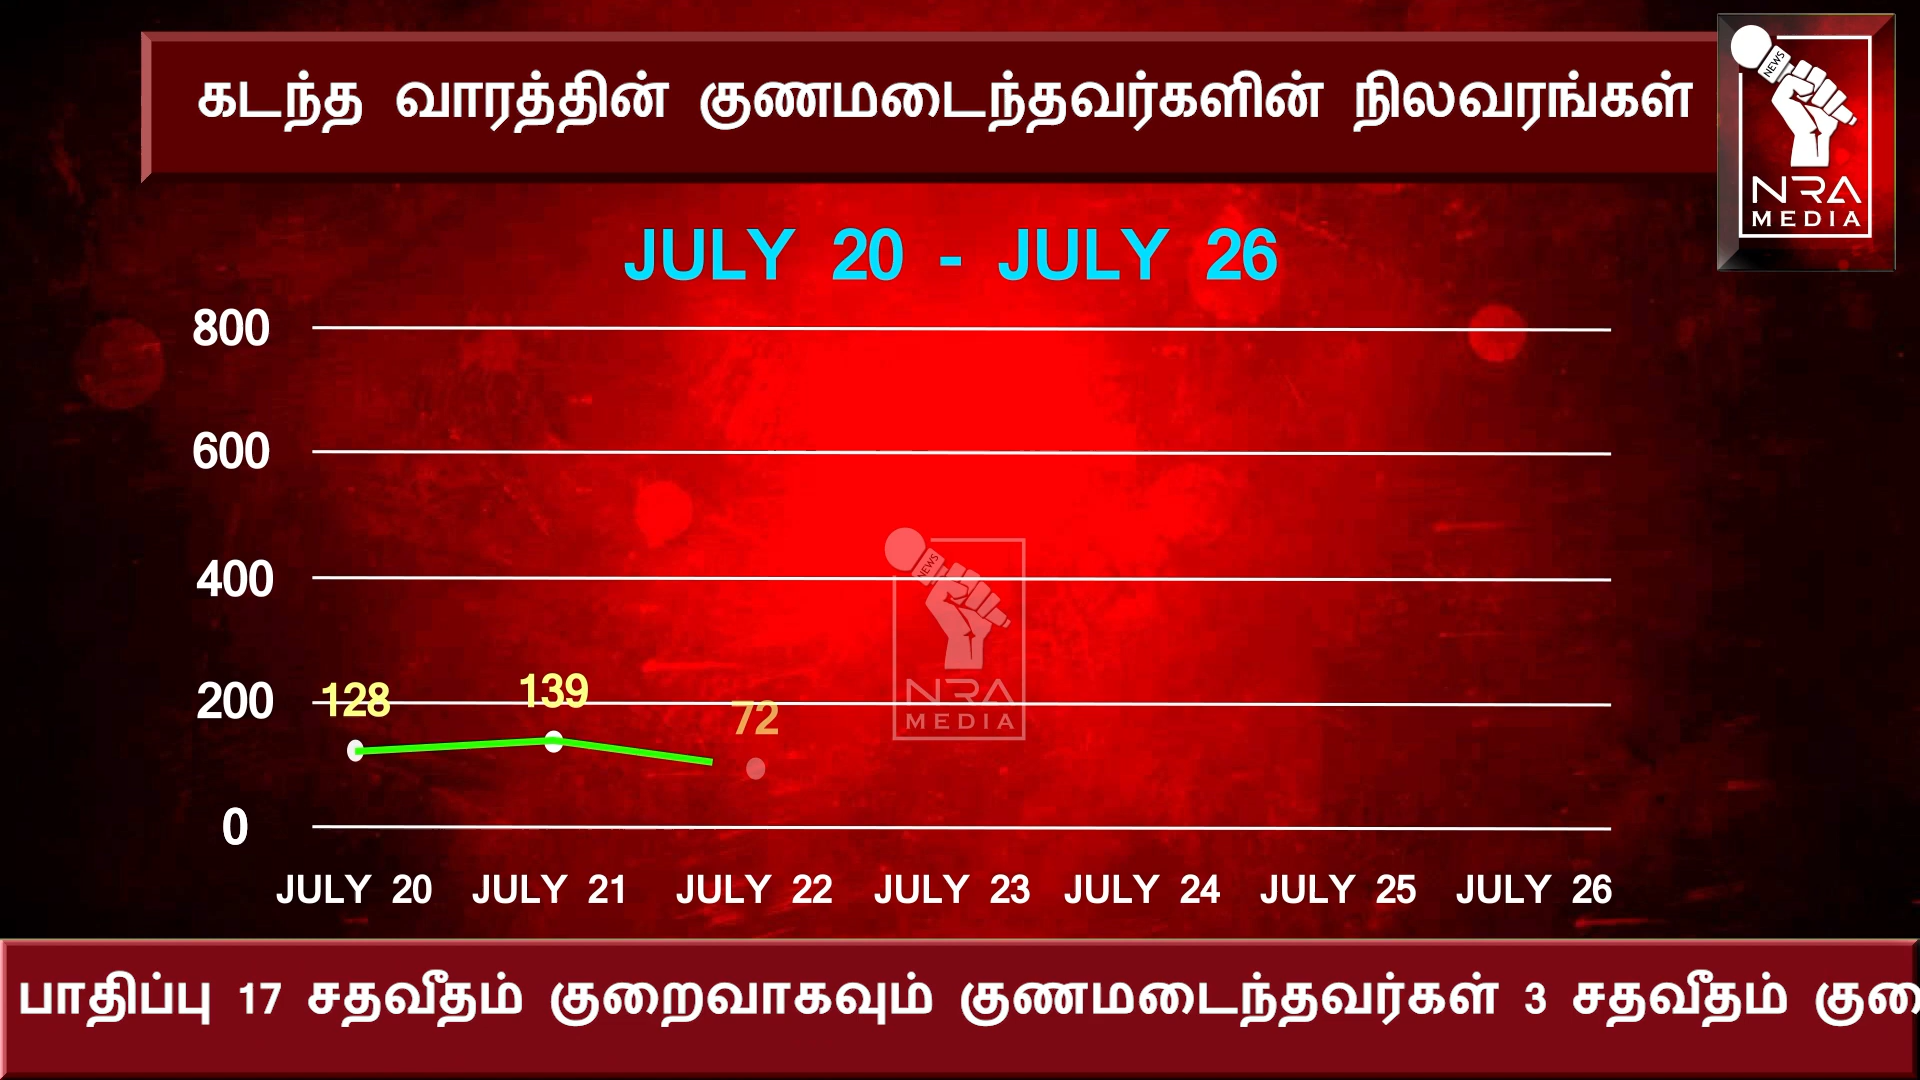 கடந்த வாரத்தின் குணமடைந்தவர்களின் நிலவரங்கள்
NEWS
NRA
MEDIA
JULY 20 - JULY 26
800
600
400
200
0
128
139
72
NEWS
NRA
MEDIA
JULY 20 JULY 21 JULY 22 JULY 23 JULY 24 JULY 25 JULY 26
பாதிப்பு 17 சதவீதம் குறைவாகவும் குணமடைந்தவர்கள் 3 சதவீதம் குறை